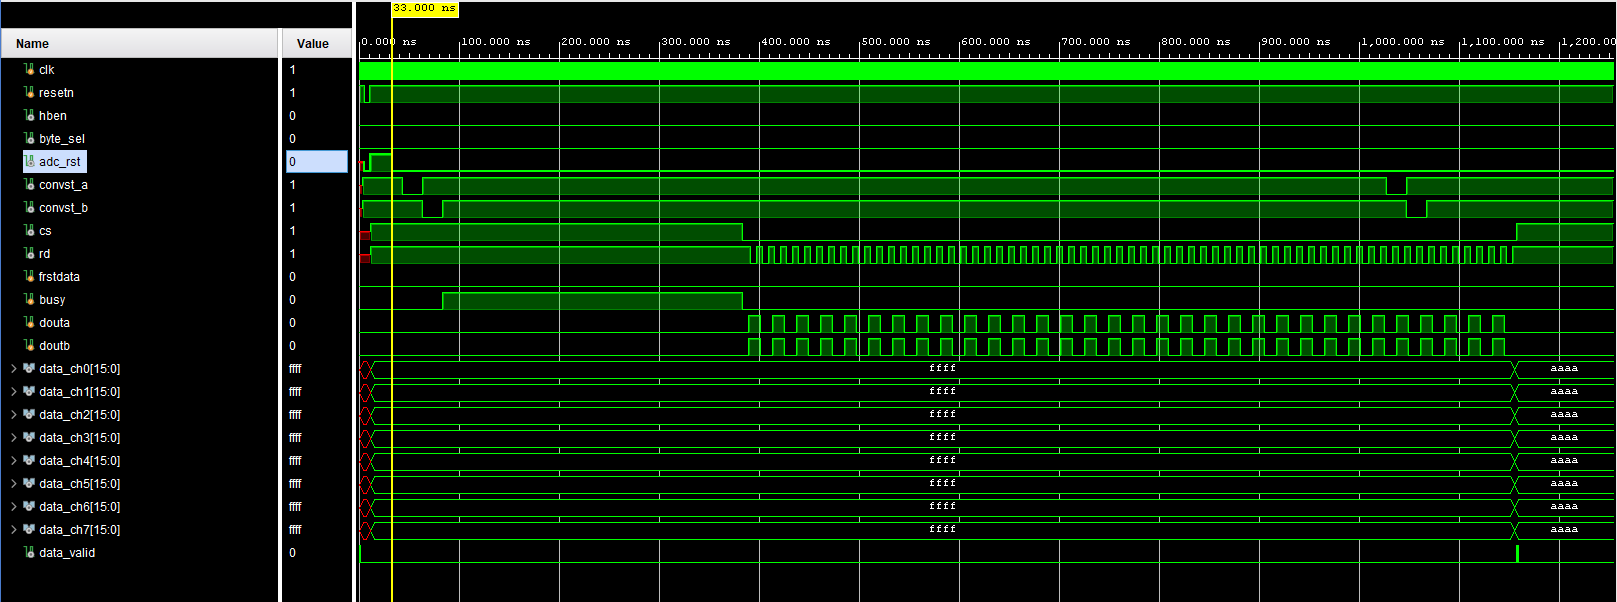 33.000 ns
Name Value
0.000 ns 100.000 ns 200.000 ns 300.000 ns 400.000 ns 500.000 ns 600.000 ns 700.000 ns 800.000 ns 900.000 ns 1,000.000 ns 1,100.000 ns 1,200.00
clk 1
resetn 1
hben 0
byte_sel 0
adc_rst 0
convst_a 1
convst_b 1
cs 1
rd 1
frstdata 0
busy 0
douta 0
doutb 0
data_ch0[15:0] ffff ffff aaaa
data_ch1[15:0] ffff ffff aaaa
data_ch2[15:0] ffff ffff aaaa
data_ch3[15:0] ffff ffff aaaa
data_ch4[15:0] ffff ffff aaaa
data_ch5[15:0] ffff ffff aaaa
data_ch6[15:0] ffff ffff aaaa
data_ch7[15:0] ffff ffff aaaa
data_valid 0